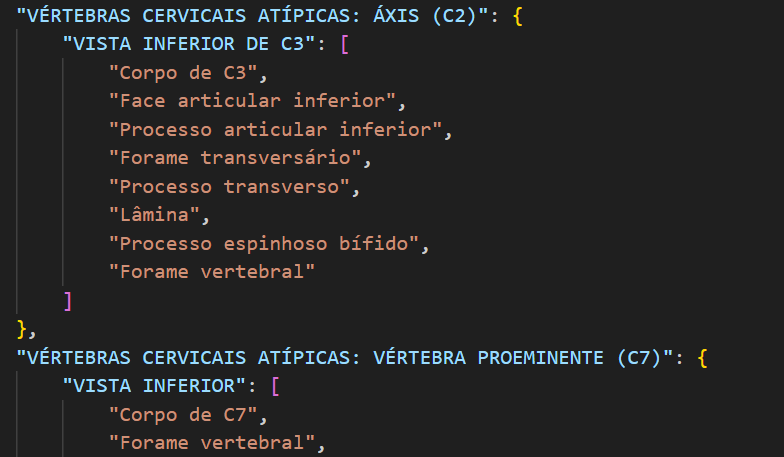 "VÉRTEBRAS CERVICAIS ATÍPICAS: ÁXIS (C2)": {
"VISTA INFERIOR DE C3": [
"Corpo de C3",
"Face articular inferior",
"Processo articular inferior",
"Forame transversário",
"Processo transverso",
"Lâmina",
"Processo espinhoso bífido",
"Forame vertebral"
]
},
"VÉRTEBRAS CERVICAIS ATÍPICAS: VÉRTEBRA PROEMINENTE (C7)": {
"VISTA INFERIOR": [
"Corpo de C7",
"Forame vertebral",